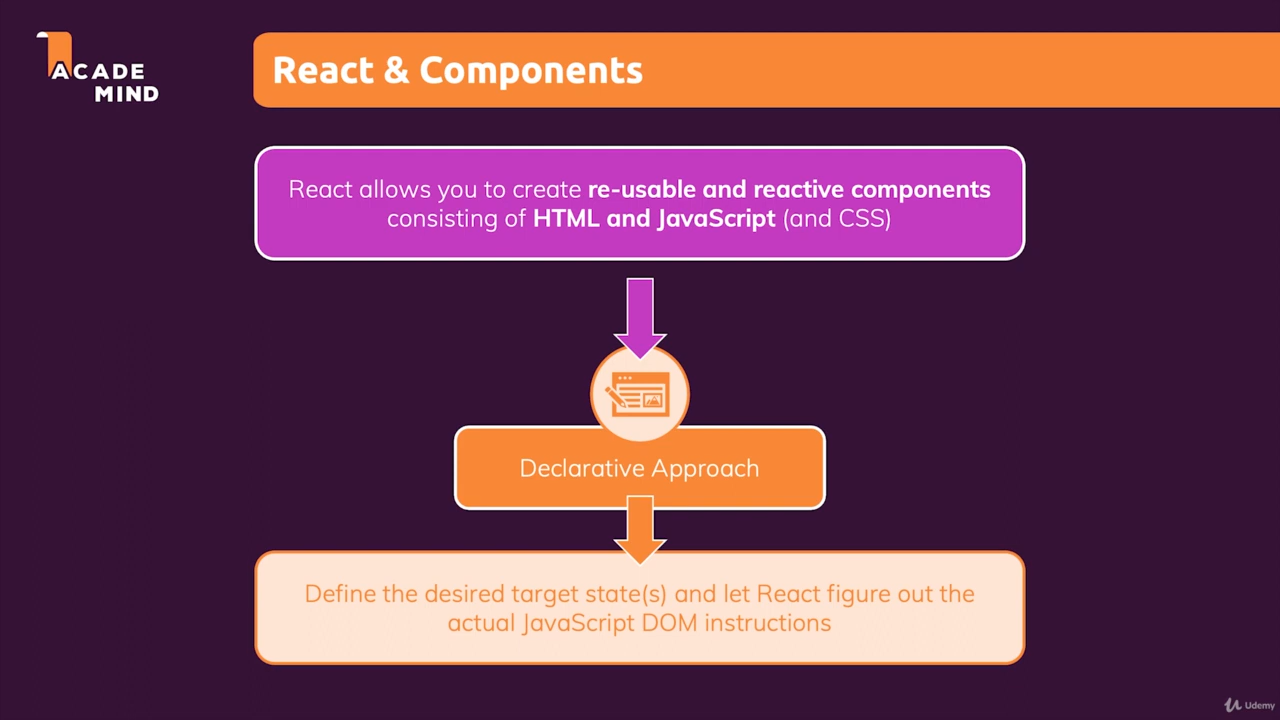 ACADE
MIND
React & Components
React allows you to create re-usable and reactive components
consisting of HTML and JavaScript (and CSS)
Declarative Approach
Define the desired target state(s) and let React figure out the
actual JavaScript DOM instructions
Udemy